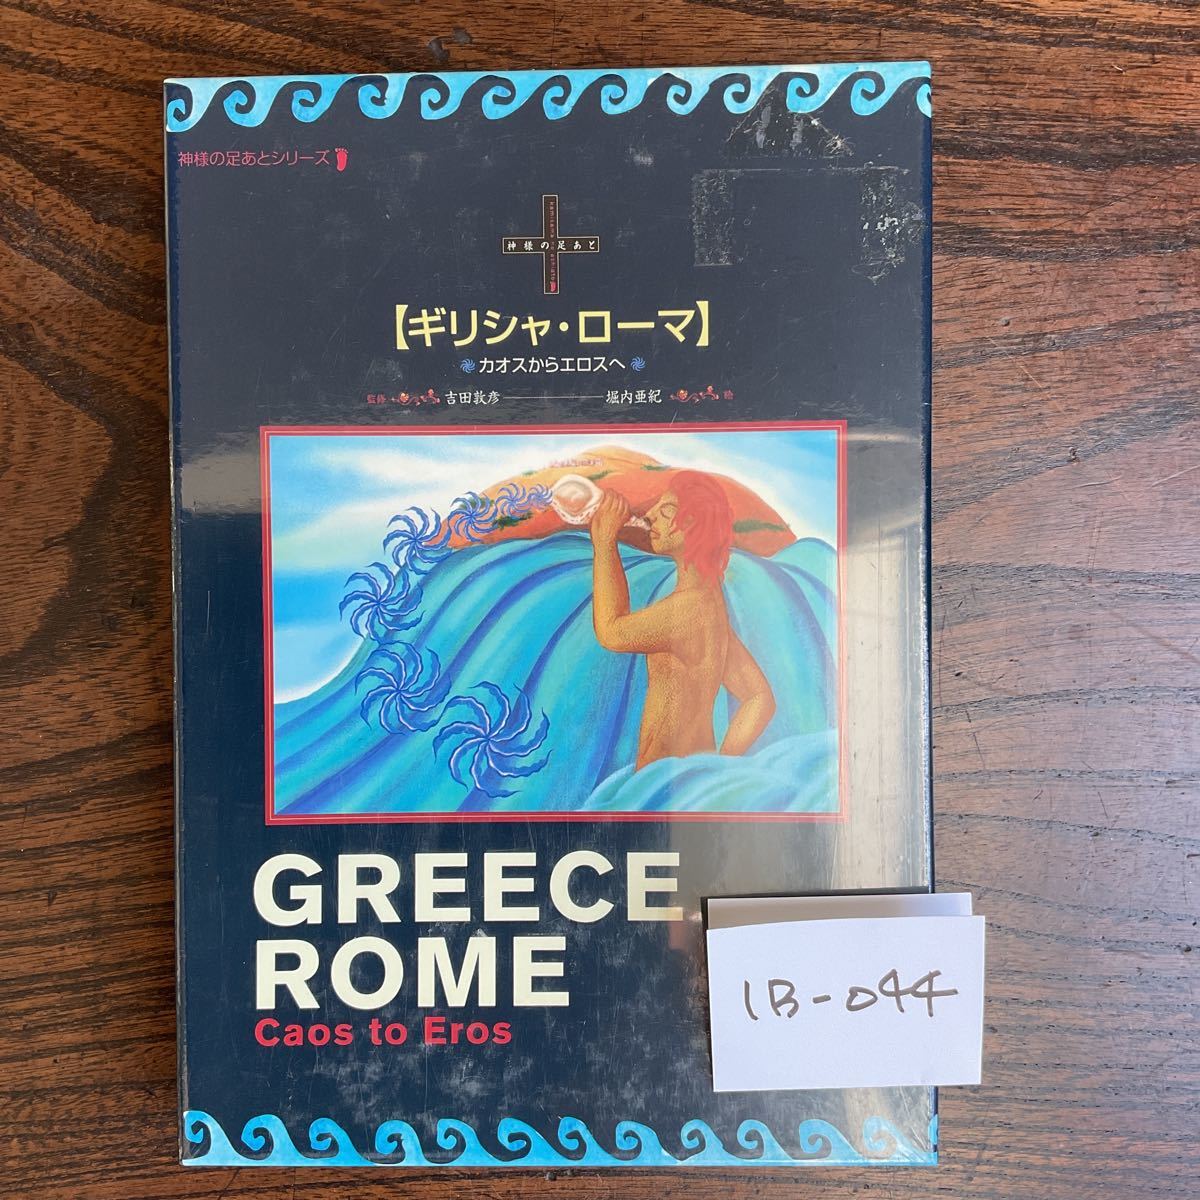 神様の足あとシリーズ
神様の足あと
【ギリシャ・ローマ】
カオスからエロスへ
監修 吉田敦彦 堀内亜紀 絵
GREECE
ROME
Caos to Eros
1B-044